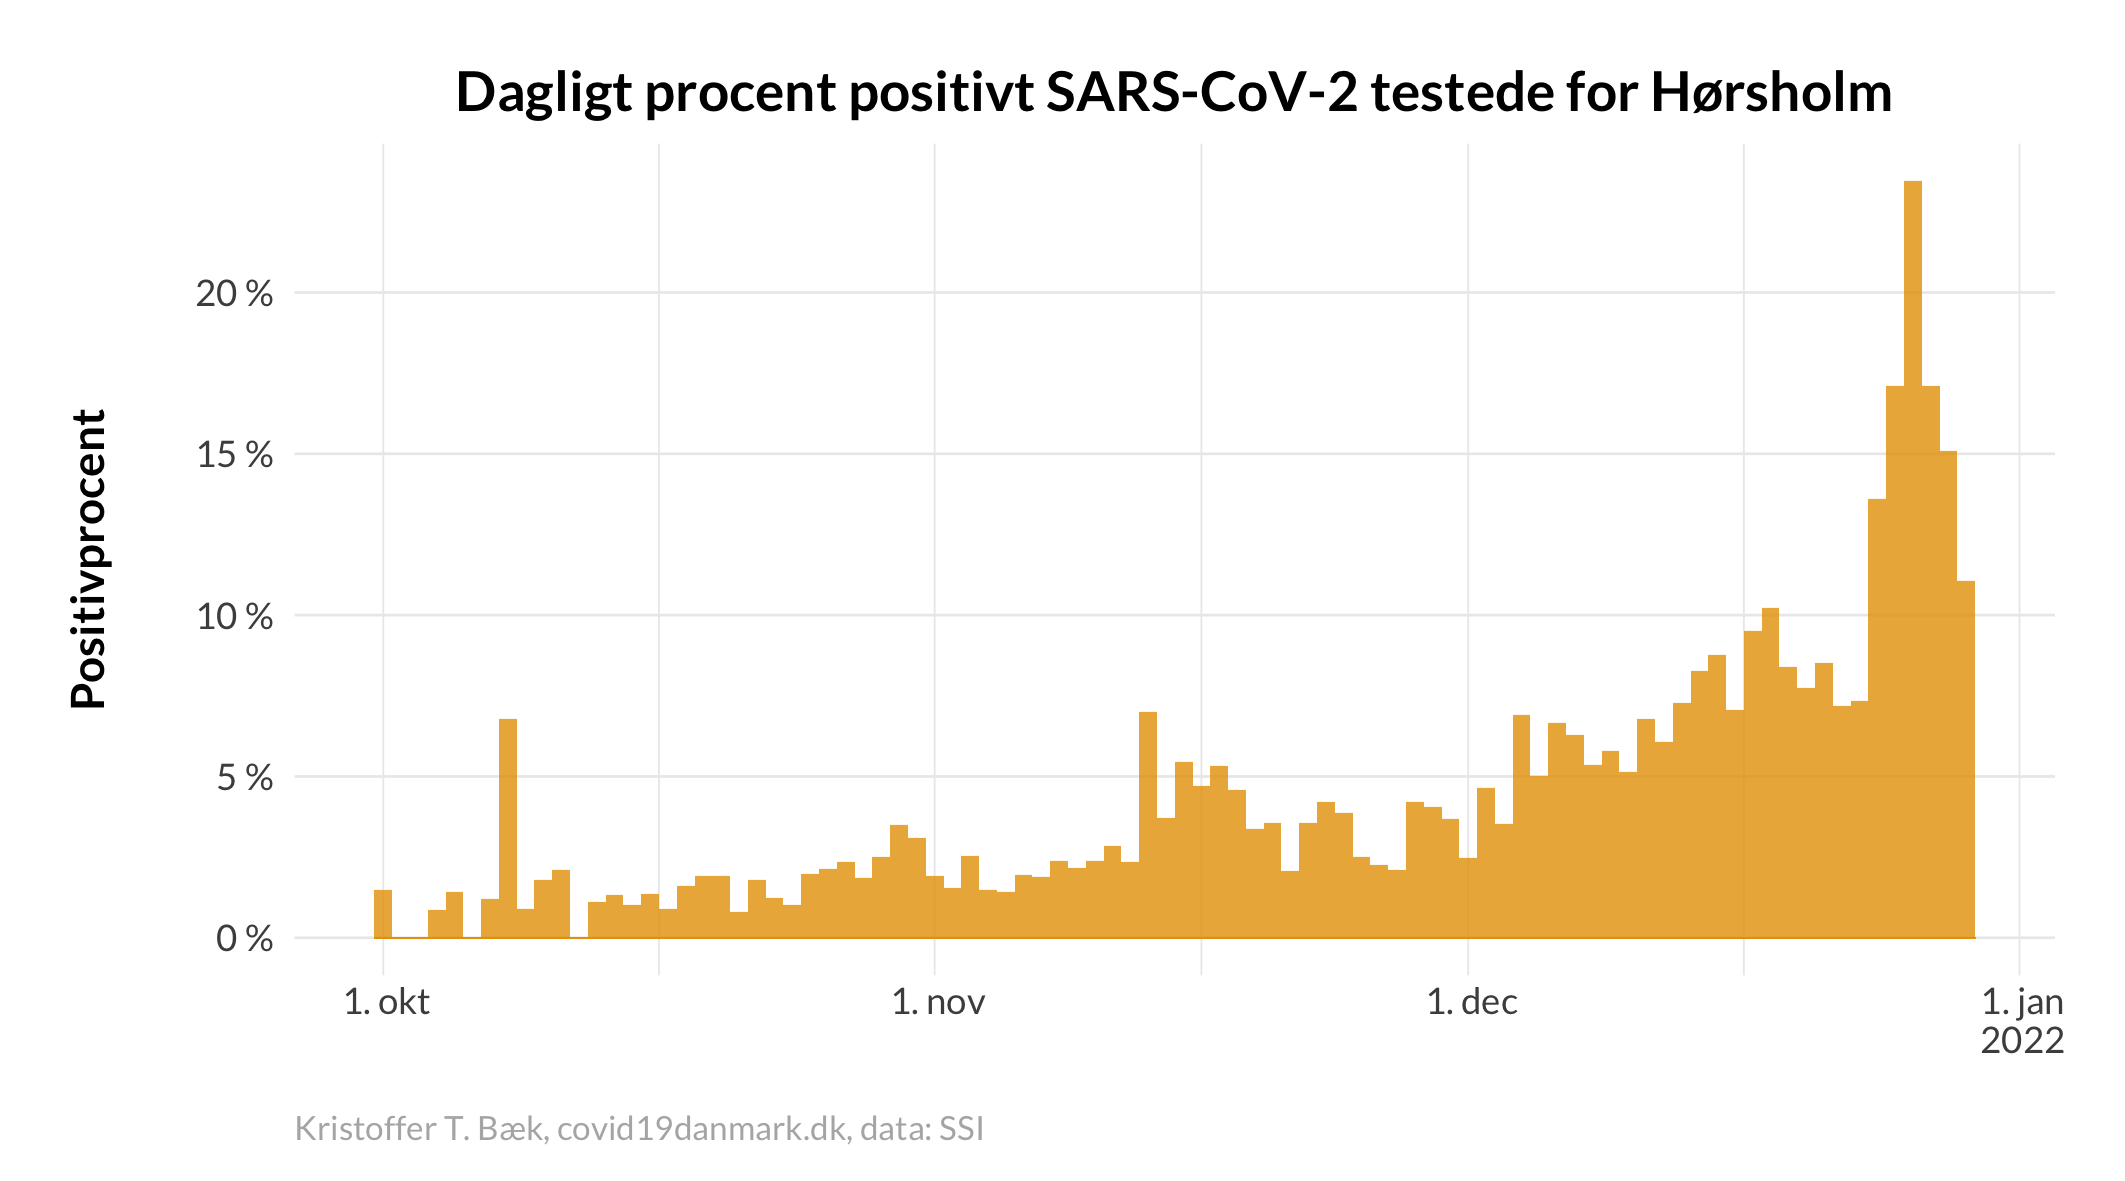 Dagligt procent positivt SARS-CoV-2 testede for Hørsholm
Positivprocent
20 %
15 %
10 %
5 %
0 %
1. okt
1. nov
1. dec
1. jan
2022
Kristoffer T. Bæk, covid19danmark.dk, data: SSI